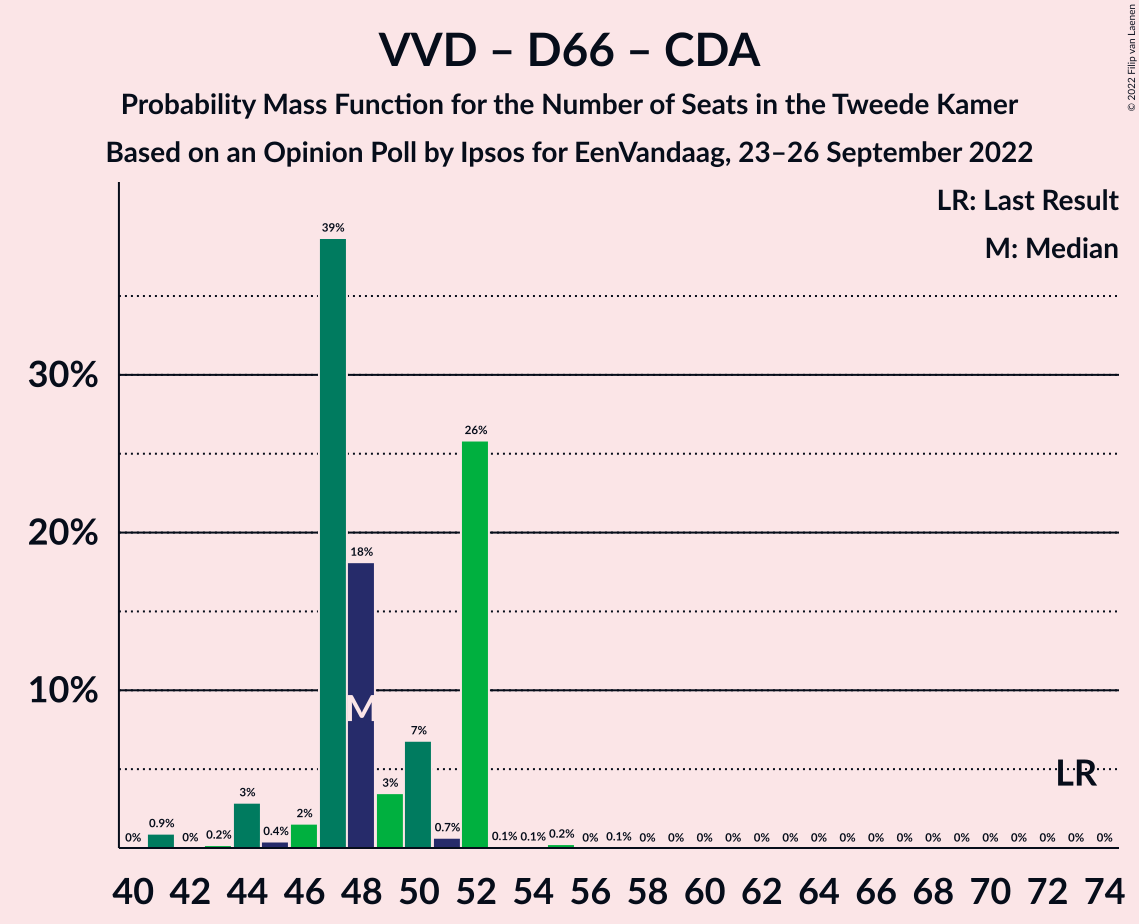 VVD – D66 – CDA
Probability Mass Function for the Number of Seats in the Tweede Kamer
Based on an Opinion Poll by Ipsos for EenVandaag, 23–26 September 2022
© 2022 Filip van Laenen
LR: Last Result
M: Median
30%
20%
10%
0% 0.9% 0% 0.2% 3% 0.4% 2% 39% 18% 3% 7% 0.7% 26% 0.1% 0.1% 0.2% 0% 0.1% 0% 0% 0% 0% 0% 0% 0% 0% 0% 0% 0% 0% 0% 0% 0% 0% 0%
M
LR
40 42 44 46 48 50 52 54 56 58 60 62 64 66 68 70 72 74